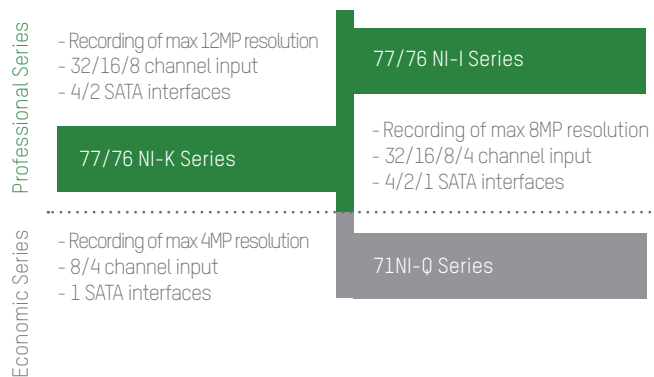 Professional Series
- Recording of max 12MP resolution
- 32/16/8 channel input
- 4/2 SATA interfaces
77/76 NI-I Series
77/76 NI-K Series
- Recording of max 8MP resolution
- 32/16/8/4 channel input
- 4/2/1 SATA interfaces
Economic Series
- Recording of max 4MP resolution
- 8/4 channel input
- 1 SATA interfaces
71NI-Q Series